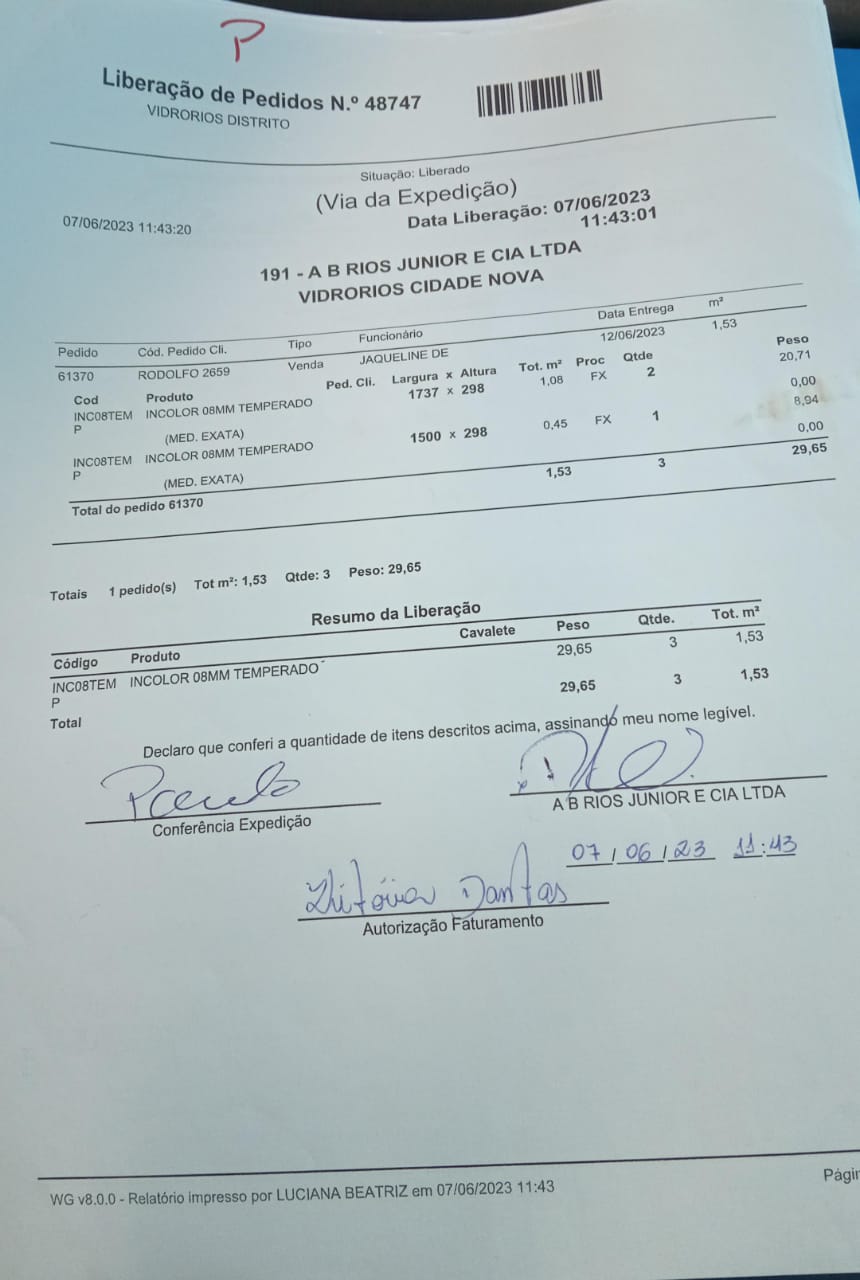 P
Liberação de Pedidos N.º 48747
VIDRORIOS DISTRITO
Situação: Liberado
(Via da Expedição)
07/06/2023 11:43:20
Data Liberação: 07/06/2023
11:43:01
191 - A B RIOS JUNIOR E CIA LTDA
VIDRORIOS CIDADE NOVA
Pedido Cód. Pedido Cli. Tipo Funcionário Data Entrega m²
61370 RODOLFO 2659 Venda JAQUELINE DE 12/06/2023 1,53
Cod Produto Ped. Cli. Largura x Altura Tot. m² Proc Qtde Peso
INC08TEM INCOLOR 08MM TEMPERADO 1737 x 298 1,08 FX 2 20,71
P
(MED. EXATA) 0,00
INC08TEM INCOLOR 08MM TEMPERADO 1500 x 298 0,45 FX 1 8,94
P
(MED. EXATA) 0,00
Total do pedido 61370 1,53 3 29,65
Totais 1 pedido(s) Tot m²: 1,53 Qtde: 3 Peso: 29,65
Resumo da Liberação
Código Produto Cavalete Peso Qtde. Tot. m²
INC08TEM INCOLOR 08MM TEMPERADO 29,65 3 1,53
P
Total 29,65 3 1,53
Declaro que conferi a quantidade de itens descritos acima, assinando meu nome legível.
Conferência Expedição
A B RIOS JUNIOR E CIA LTDA
07/06/23 11:43
Dantas
Autorização Faturamento
WG v8.0.0 - Relatório impresso por LUCIANA BEATRIZ em 07/06/2023 11:43
Págin